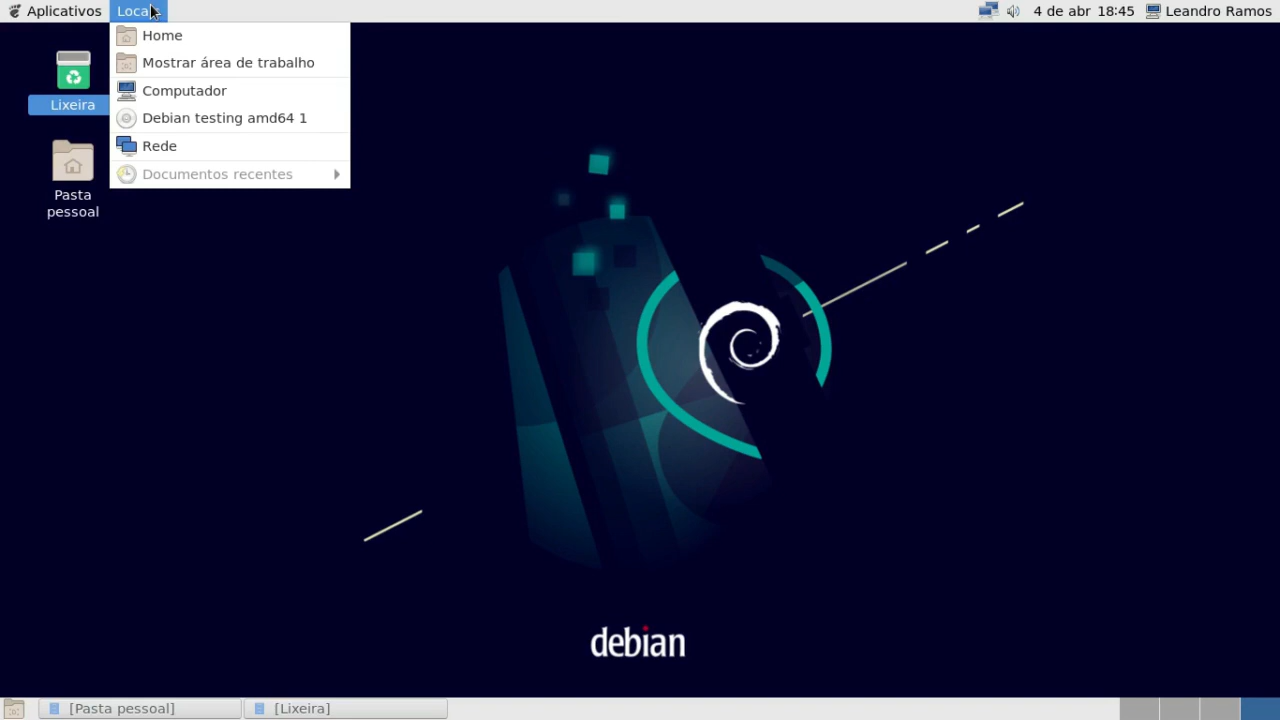 Aplicativos
4 de abr 18:45
Leandro Ramos
Home
Mostrar área de trabalho
Computador
Debian testing amd64 1
Rede
Documentos recentes
Lixeira
Pasta
pessoal
debian
[Pasta pessoal]
[Lixeira]